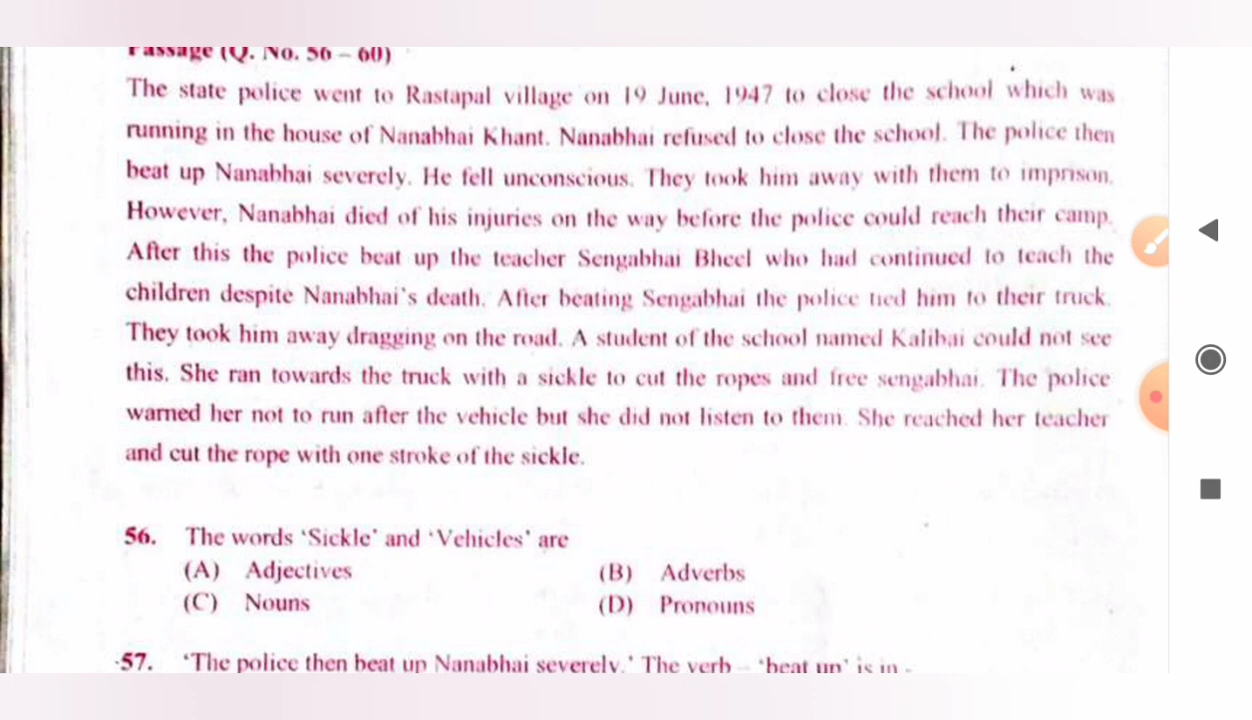 Passage (Q. No. 56 – 60)
The state police went to Rastapal village on 19 June, 1947 to close the school which was
running in the house of Nanabhai Khant. Nanabhai refused to close the school. The police then
beat up Nanabhai severely. He fell unconscious. They took him away with them to imprison.
However, Nanabhai died of his injuries on the way before the police could reach their camp.
After this the police beat up the teacher Sengabhai Bheel who had continued to teach the
children despite Nanabhai's death. After beating Sengabhai the police tied him to their truck.
They took him away dragging on the road. A student of the school named Kalibai could not see
this. She ran towards the truck with a sickle to cut the ropes and free sengabhai. The police
warned her not to run after the vehicle but she did not listen to them. She reached her teacher
and cut the rope with one stroke of the sickle.
56. The words 'Sickle' and 'Vehicles' are
(A) Adjectives (B) Adverbs
(C) Nouns (D) Pronouns
57. 'The police then beat up Nanabhai severely.' The verb – 'beat up' is in -